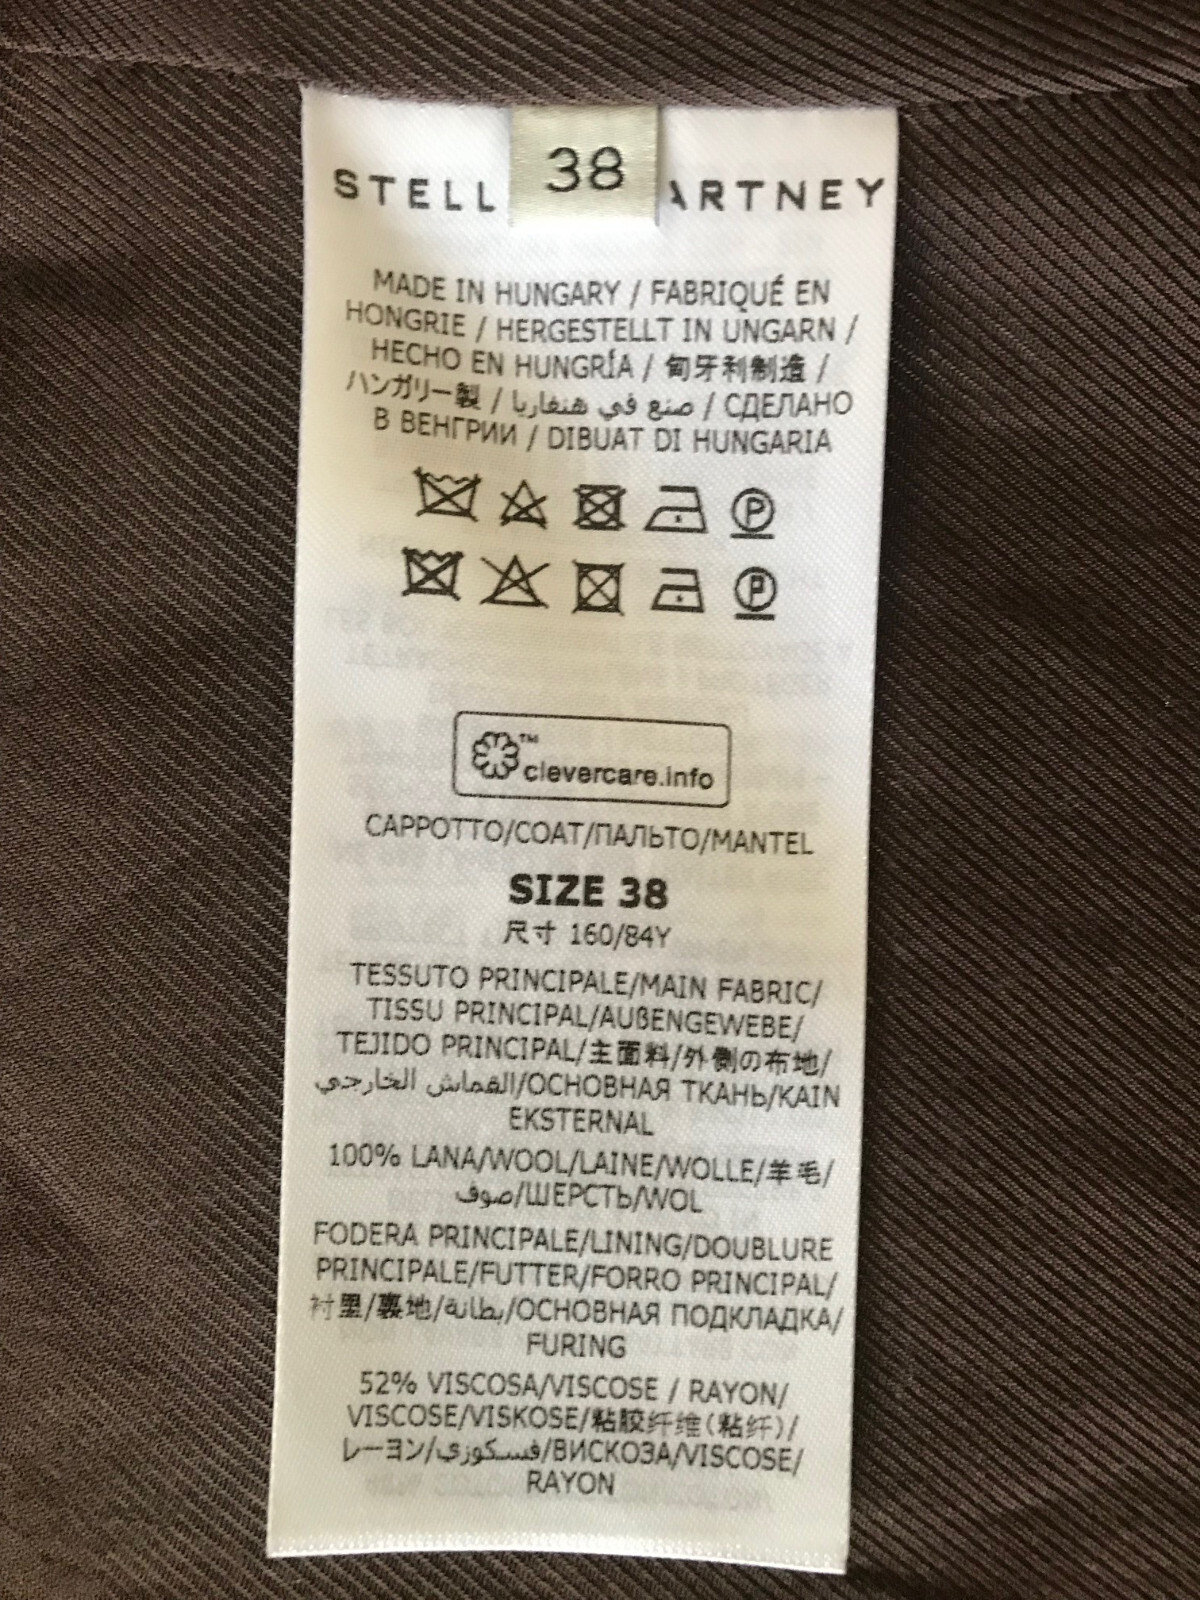 38
STELL ARTNEY
MADE IN HUNGARY / FABRIQUÉ EN
HONGRIE / HERGESTELLT IN UNGARN /
HECHO EN HUNGRÍA / 匈牙利制造 /
ハンガリー製 / صنع في هنغاريا / СДЕЛАНО
В ВЕНГРИИ / DIBUAT DI HUNGARIA
P
P
™
clevercare.info
CAPPOTTO/COAT/ПАЛЬТО/MANTEL
SIZE 38
尺寸 160/84Y
TESSUTO PRINCIPALE/MAIN FABRIC/
TISSU PRINCIPAL/AUßENGEWEBE/
TEJIDO PRINCIPAL/主面料/外側の布地/
القماش الخارجي/ОСНОВНАЯ ТКАНЬ/KAIN
EKSTERNAL
100% LANA/WOOL/LAINE/WOLLE/羊毛/
صوف/ШЕРСТЬ/WOL
FODERA PRINCIPALE/LINING/DOUBLURE
PRINCIPALE/FUTTER/FORRO PRINCIPAL/
衬里/裏地/بطانة/ОСНОВНАЯ ПОДКЛАДКА/
FURING
52% VISCOSA/VISCOSE / RAYON/
VISCOSE/VISKOSE/粘胶纤维(粘纤)/
レーヨン/فسكوزي/ВИСКОЗА/VISCOSE/
RAYON